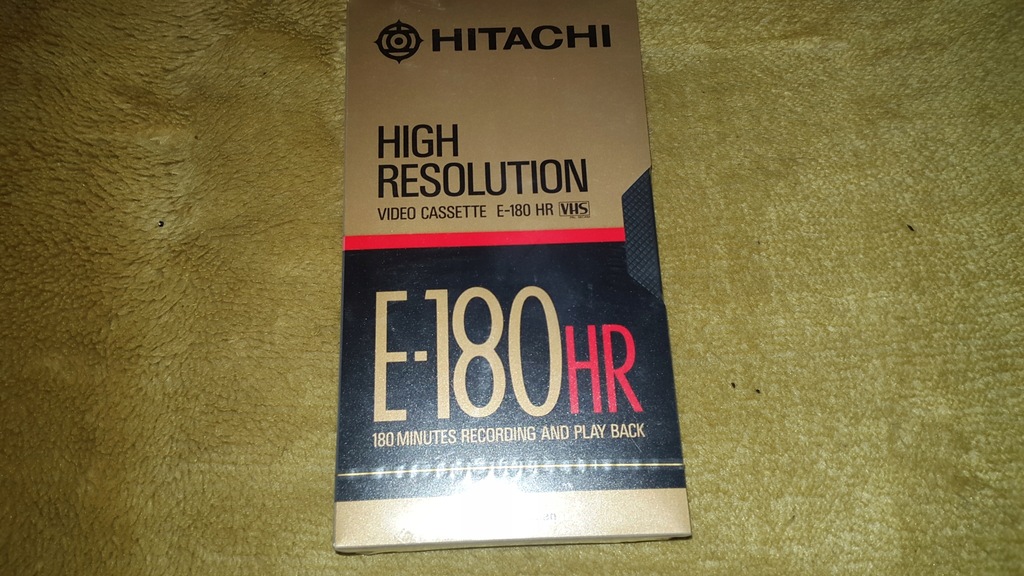 HITACHI
HIGH
RESOLUTION
VIDEO CASSETTE E-180 HR VHS
E-180HR
180 MINUTES RECORDING AND PLAY BACK